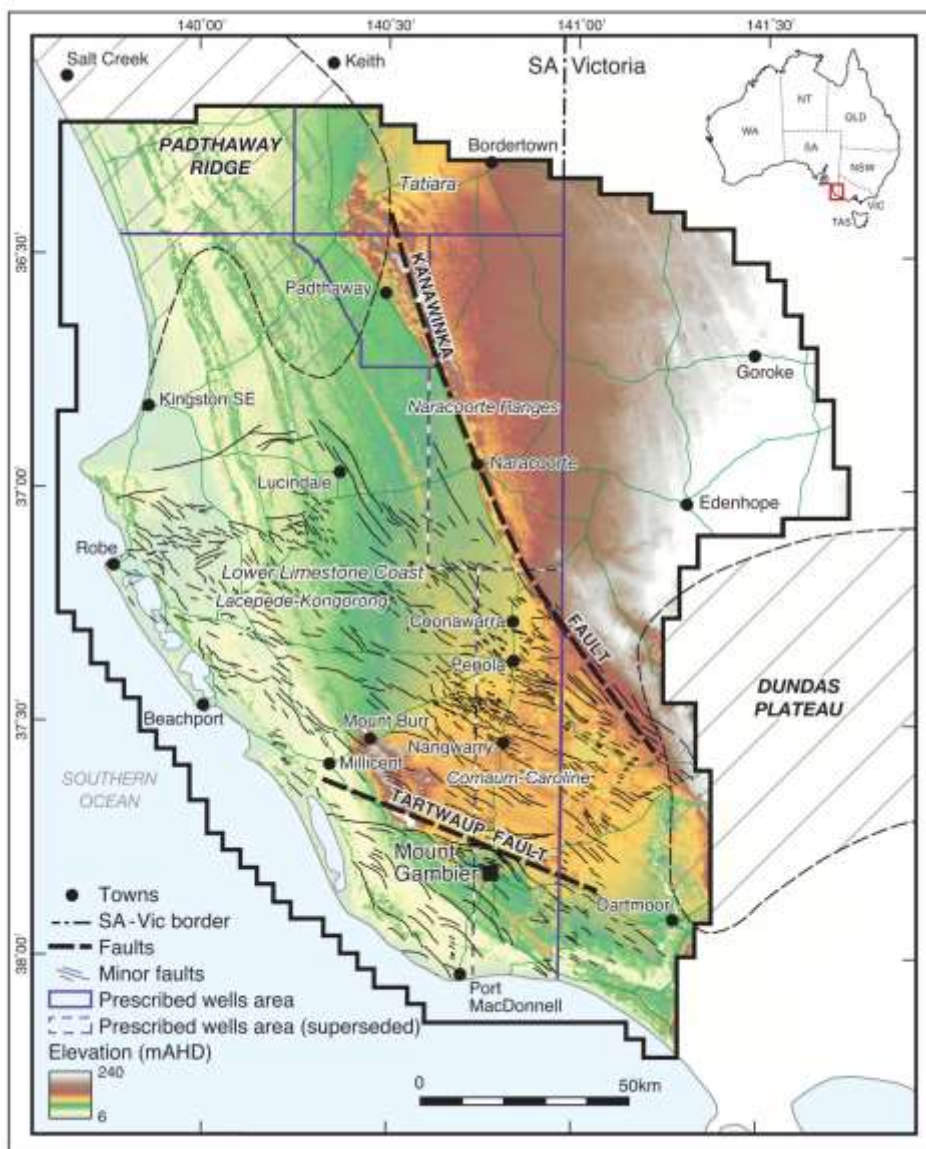 140°00'
140°30'
141°00'
141°30'
Salt Creek
Keith
SA
Victoria
WA
NT
QLD
SA
NSW
VIC
TAS
PADTHAWAY
RIDGE
Bordertown
Tatiara
36°30'
Padthaway
KANAWINKA
Goroke
Kingston SE
Naracoorte Ranges
Naracoorte
Lucindale
37°00'
Edenhope
Robe
Lower Limestone Coast
Lacepede-Kongorong
Coonawarra
FAULT
Penola
DUNDAS
PLATEAU
Beachport
37°30'
Mount Burr
Nangwarry
Millicent
Comaum-Caroline
SOUTHERN
OCEAN
TARTWAUP FAULT
Mount
Gambier
Dartmoor
38°00'
Port
MacDonnell
Towns
SA-Vic border
Faults
Minor faults
Prescribed wells area
Prescribed wells area (superseded)
Elevation (mAHD)
240
6
0
50km